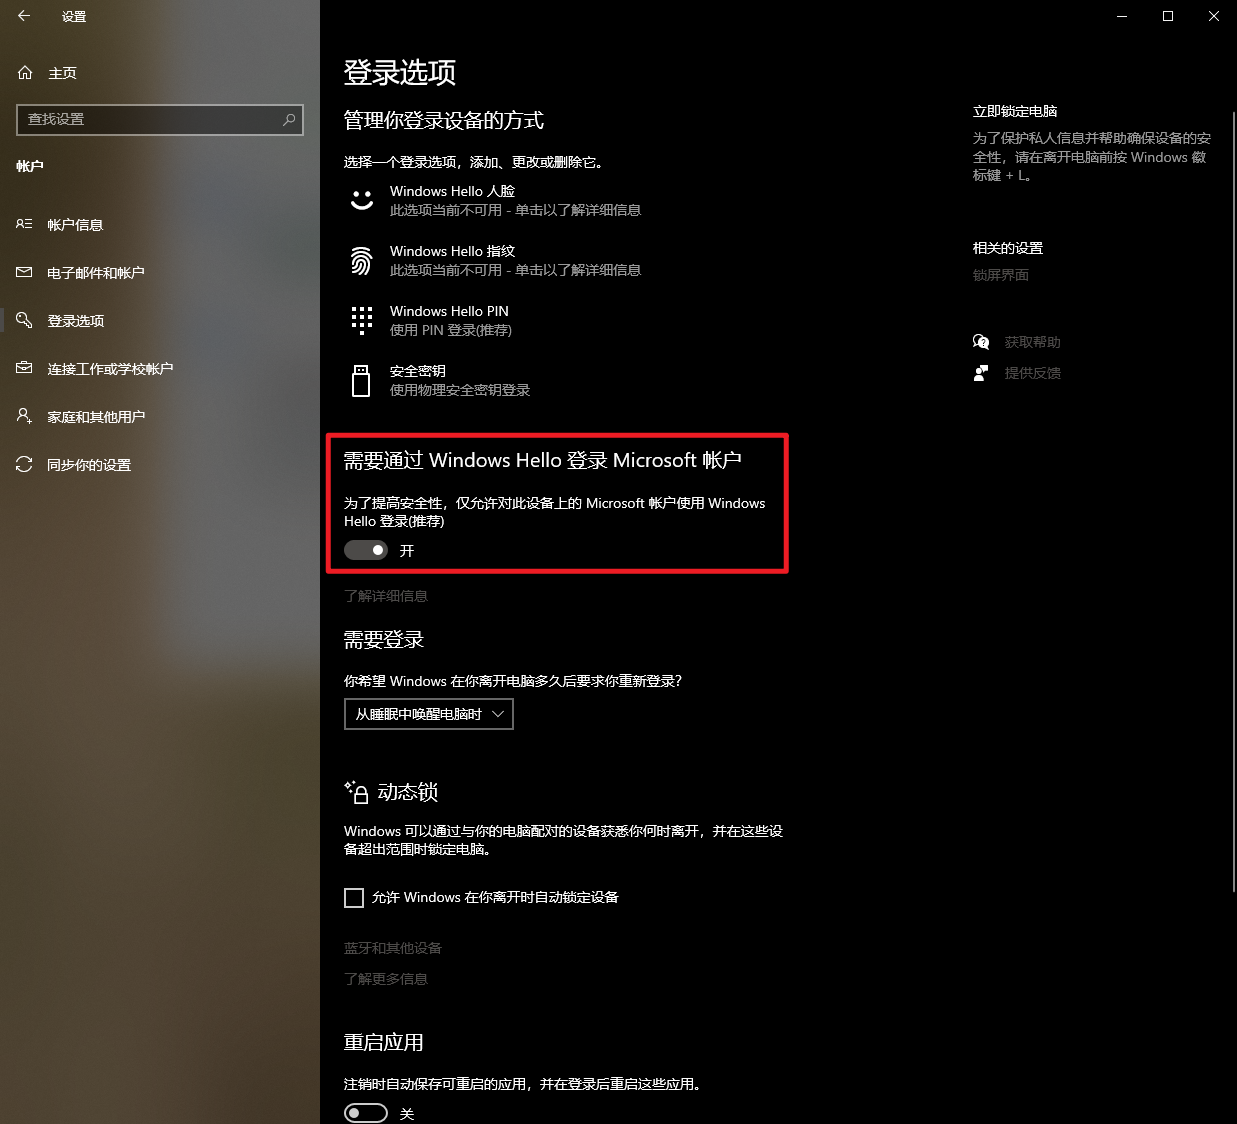 设置
主页
查找设置
帐户
帐户信息
电子邮件和帐户
登录选项
连接工作或学校帐户
家庭和其他用户
同步你的设置
登录选项
管理你登录设备的方式
选择一个登录选项，添加、更改或删除它。
Windows Hello 人脸
此选项当前不可用 - 单击以了解详细信息
Windows Hello 指纹
此选项当前不可用 - 单击以了解详细信息
Windows Hello PIN
使用 PIN 登录(推荐)
安全密钥
使用物理安全密钥登录
需要通过 Windows Hello 登录 Microsoft 帐户
为了提高安全性，仅允许对此设备上的 Microsoft 帐户使用 Windows
Hello 登录(推荐)
开
了解详细信息
需要登录
你希望 Windows 在你离开电脑多久后要求你重新登录?
从睡眠中唤醒电脑时
动态锁
Windows 可以通过与你的电脑配对的设备获悉你何时离开，并在这些设
备超出范围时锁定电脑。
允许 Windows 在你离开时自动锁定设备
蓝牙和其他设备
了解更多信息
重启应用
注销时自动保存可重启的应用，并在登录后重启这些应用。
关
立即锁定电脑
为了保护私人信息并帮助确保设备的安
全性，请在离开电脑前按 Windows 徽
标键 + L。
相关的设置
锁屏界面
获取帮助
提供反馈